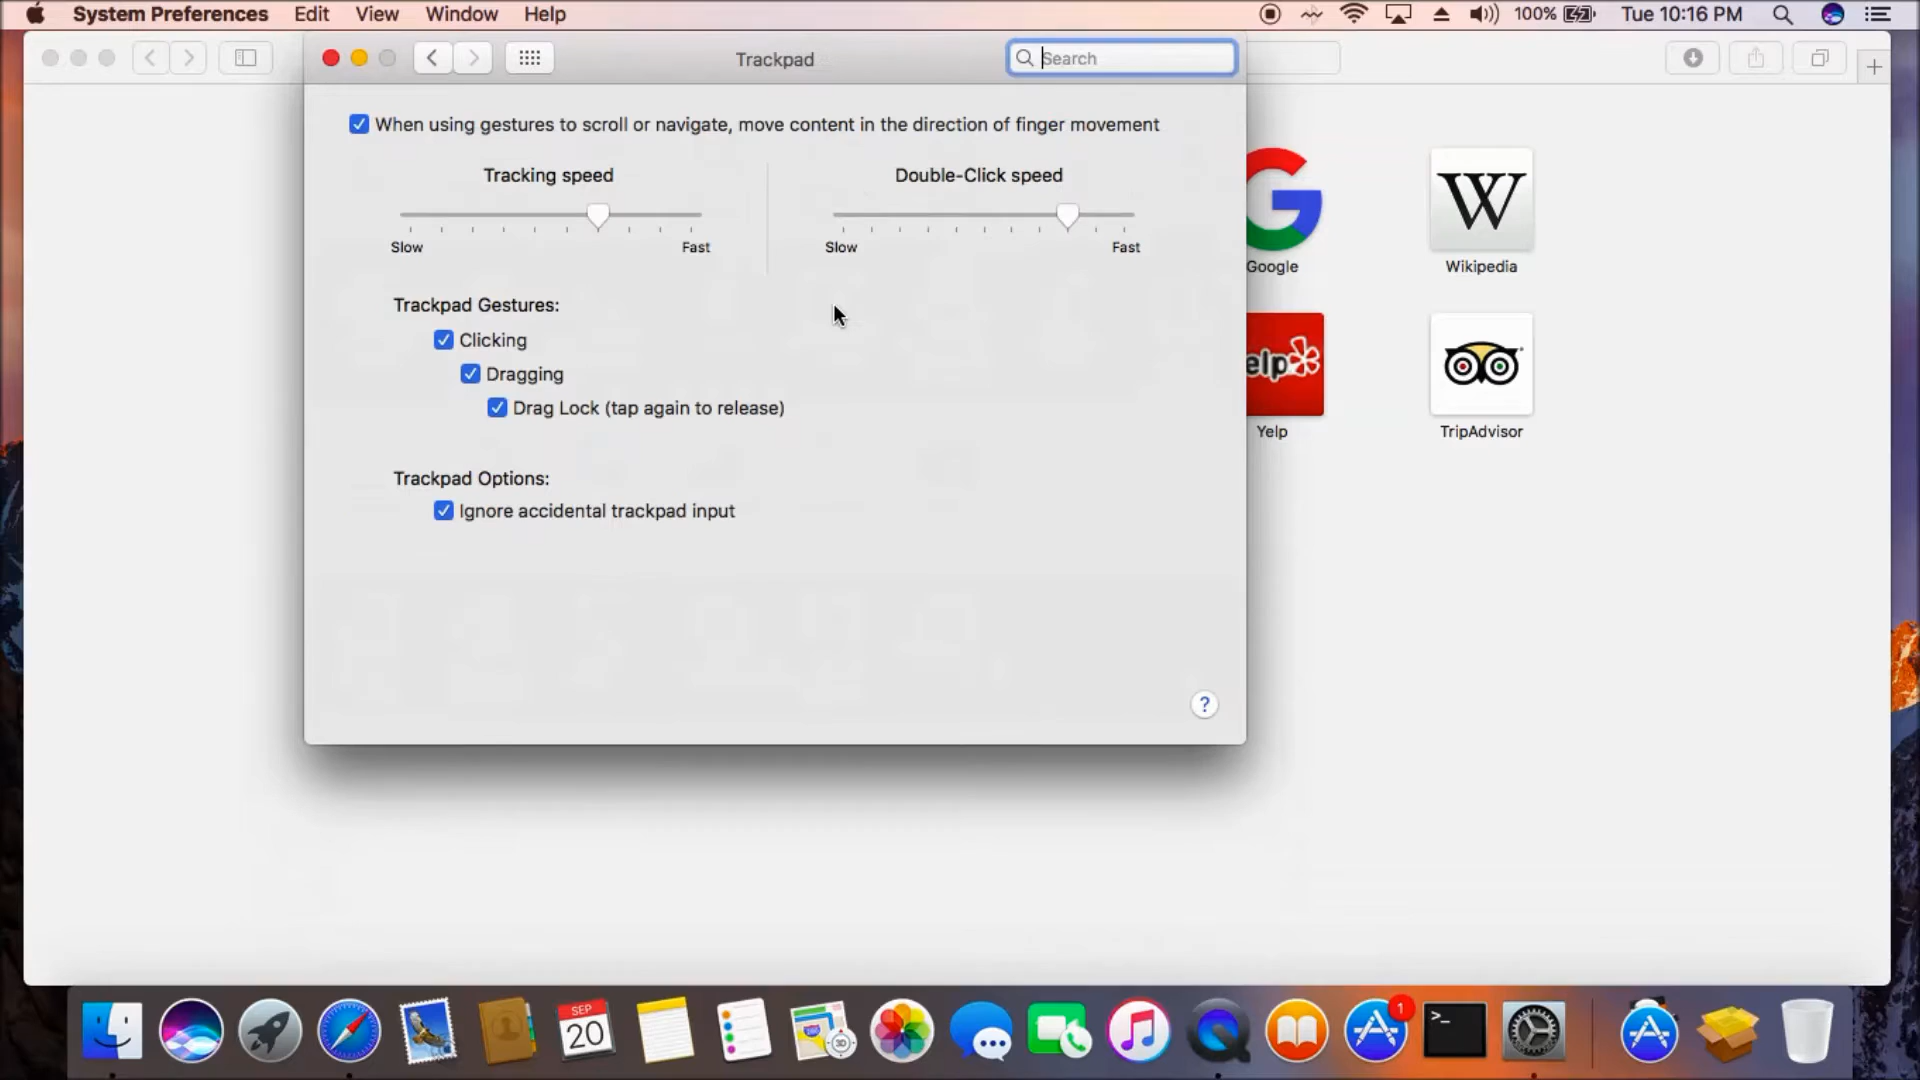 System Preferences Edit View Window Help 100% Tue 10:16 PM
Trackpad Search
When using gestures to scroll or navigate, move content in the direction of finger movement
Tracking speed Double-Click speed
Slow Fast Slow Fast
Google
W
Wikipedia
Trackpad Gestures:
Clicking
Dragging
Drag Lock (tap again to release)
elp
Yelp
TripAdvisor
Trackpad Options:
Ignore accidental trackpad input
?
SEP
20
3D
1
>_